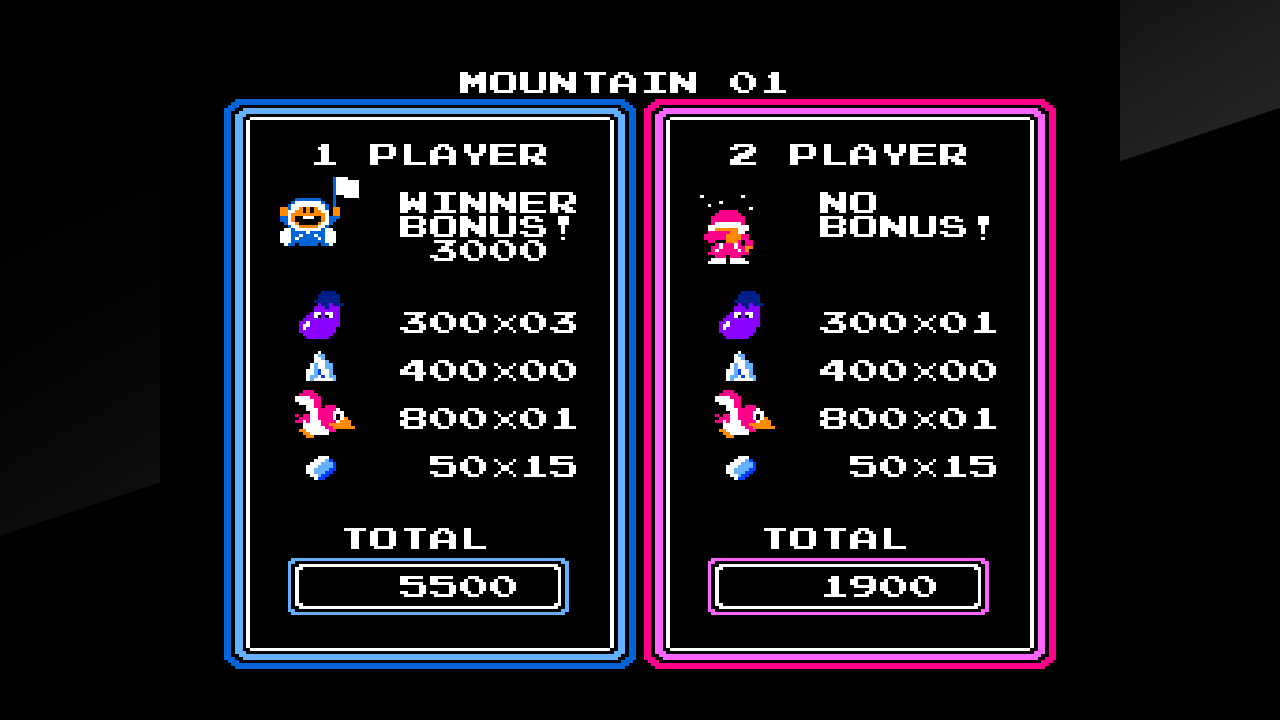 MOUNTAIN 01
1 PLAYER
WINNER
BONUS!
3000
300×03
400×00
800×01
50×15
TOTAL
5500
2 PLAYER
NO
BONUS!
300×01
400×00
800×01
50×15
TOTAL
1900